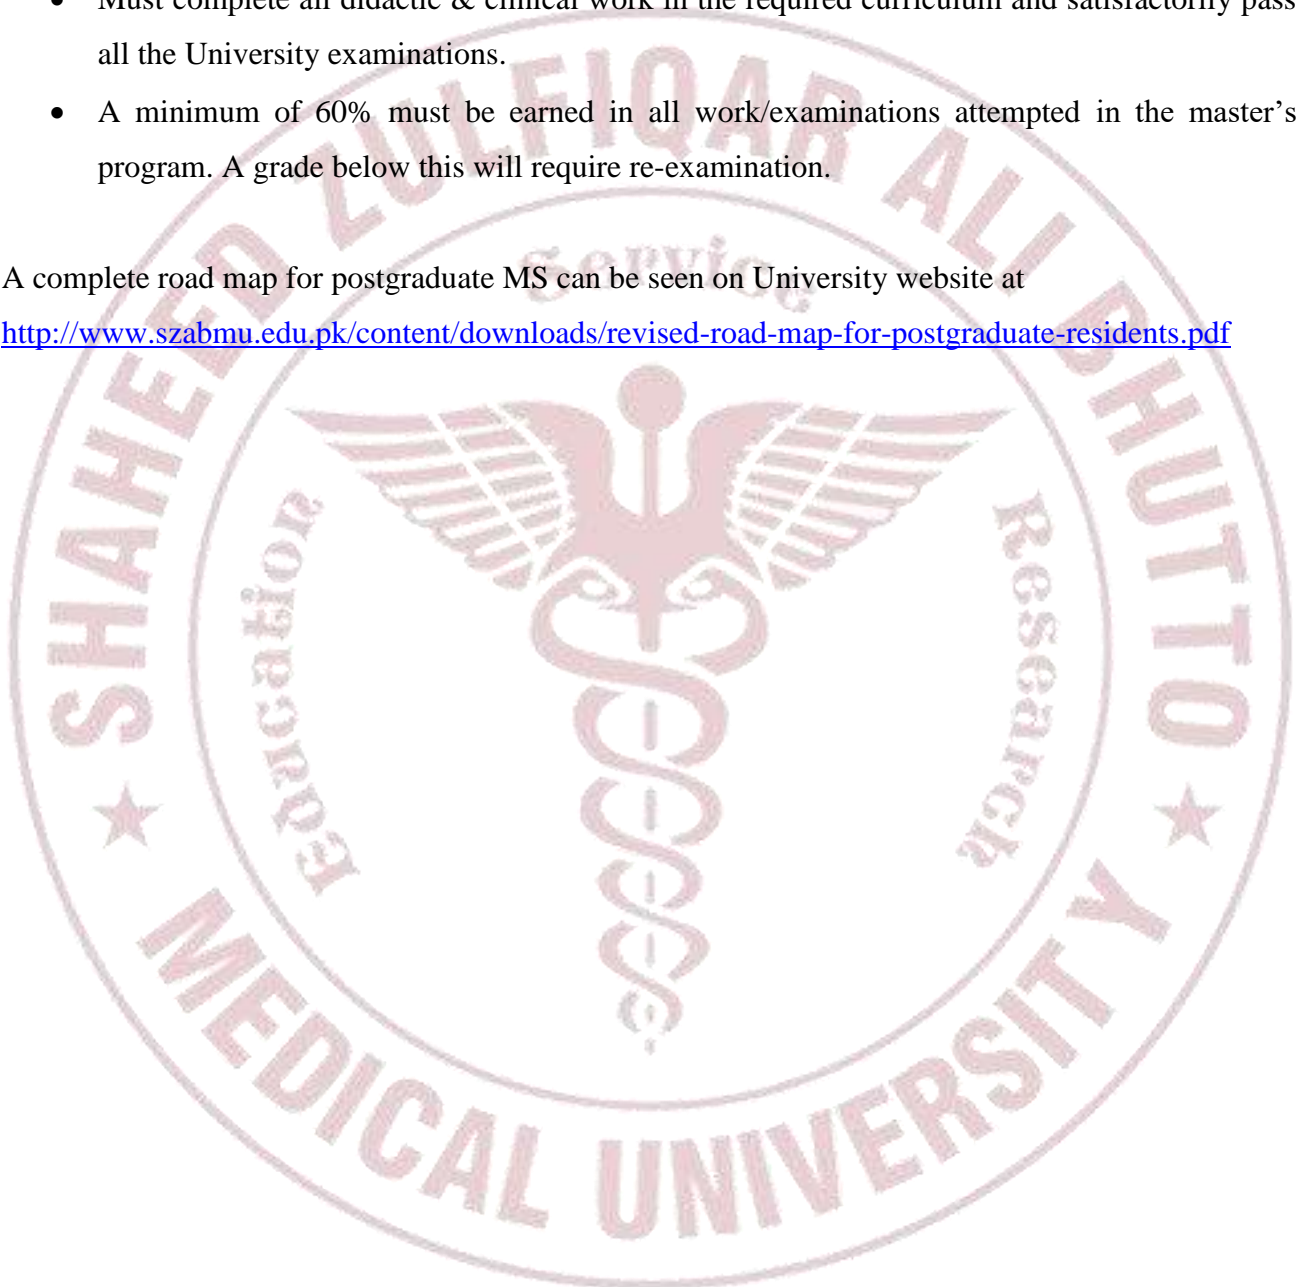 • Must complete all didactic & clinical work in the required curriculum and satisfactorily pass
all the University examinations.
• A minimum of 60% must be earned in all work/examinations attempted in the master’s
program. A grade below this will require re-examination.
A complete road map for postgraduate MS can be seen on University website at
http://www.szabmu.edu.pk/content/downloads/revised-road-map-for-postgraduate-residents.pdf
SHAHEED ZULFIQAR ALI BHUTTO
MEDICAL UNIVERSITY
Service
Education
Research